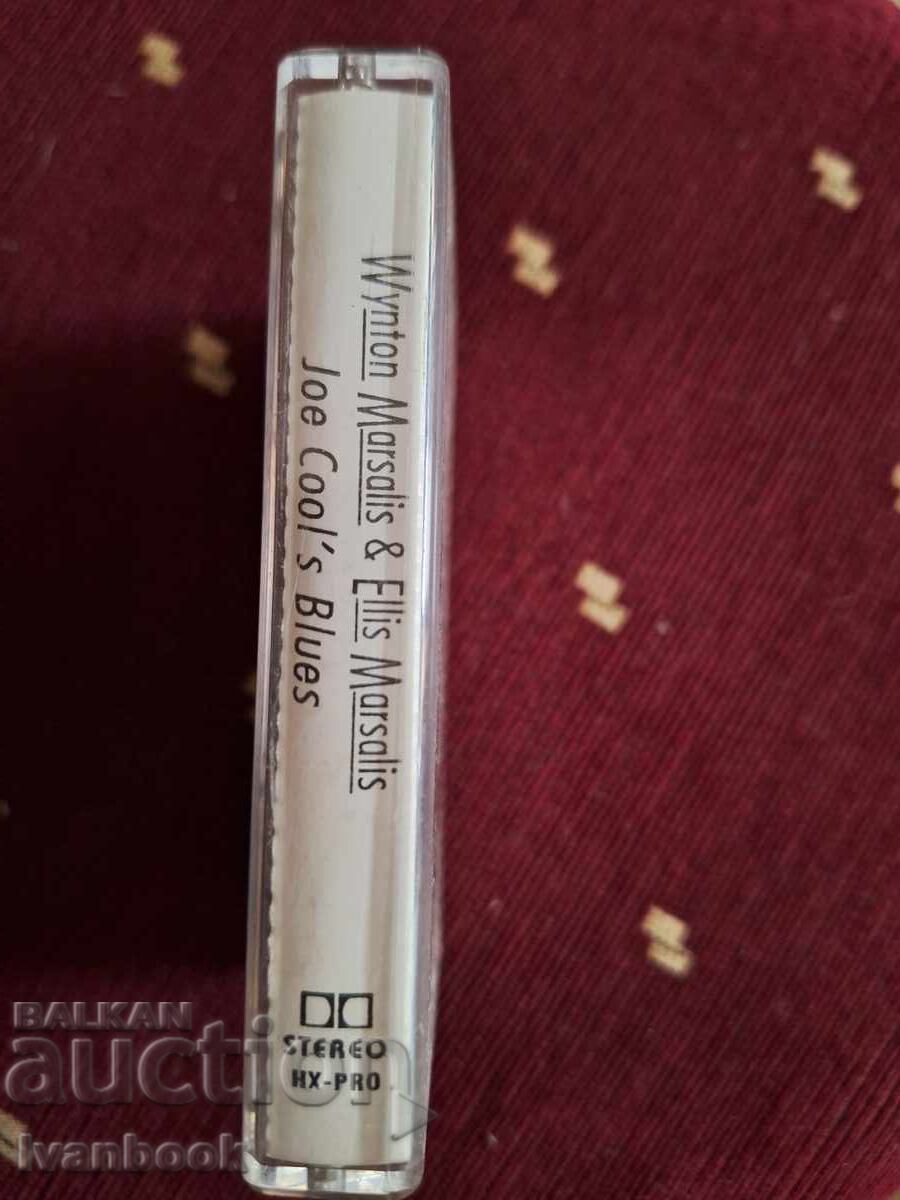 Wynton Marsalis & Ellis Marsalis
Joe Cool's Blues
STEREO
HX-PRO
BALKAN
auction
Ivanbook